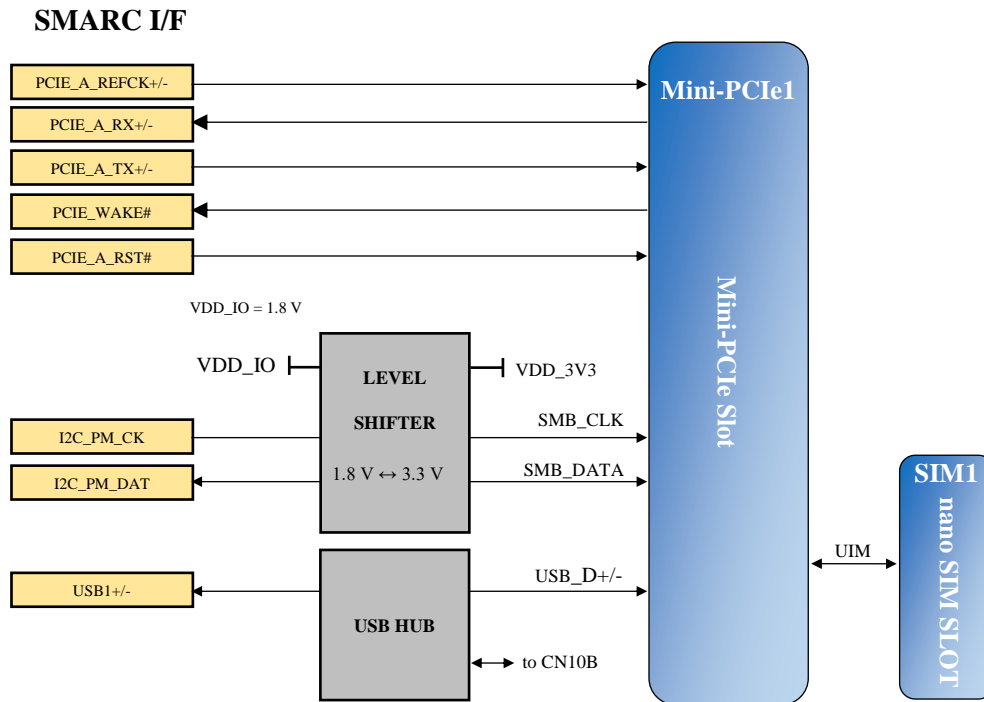 SMARC I/F
PCIE_A_REFCK+/-
PCIE_A_RX+/-
PCIE_A_TX+/-
PCIE_WAKE#
PCIE_A_RST#
Mini-PCIe1
Mini-PCIe Slot
VDD_IO = 1.8 V
VDD_IO
LEVEL
SHIFTER
1.8 V ↔ 3.3 V
VDD_3V3
I2C_PM_CK
SMB_CLK
I2C_PM_DAT
SMB_DATA
USB1+/-
USB HUB
USB_D+/-
to CN10B
UIM
SIM1
nano SIM SLOT